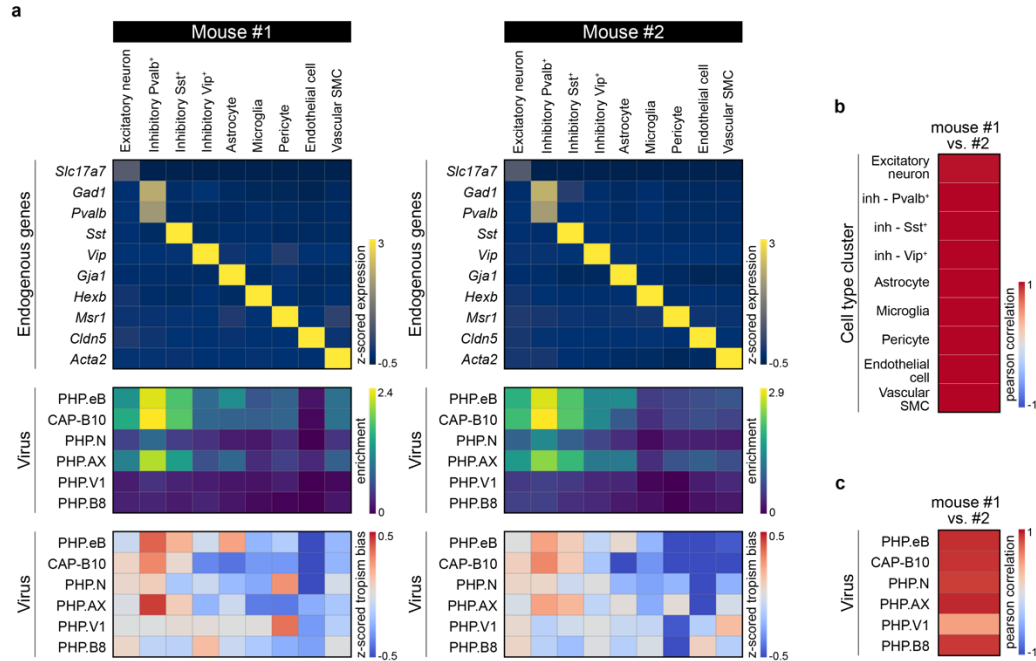 a
Mouse #1
Excitatory neuron
Inhibitory Pvalb⁺
Inhibitory Sst⁺
Inhibitory Vip⁺
Astrocyte
Microglia
Pericyte
Endothelial cell
Vascular SMC
Endogenous genes
Slc17a7
Gad1
Pvalb
Sst
Vip
Gja1
Hexb
Msr1
Cldn5
Acta2
3
z-scored expression
-0.5
Virus
PHP.eB
CAP-B10
PHP.N
PHP.AX
PHP.V1
PHP.B8
2.4
enrichment
0
Virus
PHP.eB
CAP-B10
PHP.N
PHP.AX
PHP.V1
PHP.B8
0.5
z-scored tropism bias
-0.5
Mouse #2
Excitatory neuron
Inhibitory Pvalb⁺
Inhibitory Sst⁺
Inhibitory Vip⁺
Astrocyte
Microglia
Pericyte
Endothelial cell
Vascular SMC
Endogenous genes
Slc17a7
Gad1
Pvalb
Sst
Vip
Gja1
Hexb
Msr1
Cldn5
Acta2
3
z-scored expression
-0.5
Virus
PHP.eB
CAP-B10
PHP.N
PHP.AX
PHP.V1
PHP.B8
2.4
enrichment
0
Virus
PHP.eB
CAP-B10
PHP.N
PHP.AX
PHP.V1
PHP.B8
0.5
z-scored tropism bias
-0.5
b
mouse #1
vs. #2
Cell type cluster
Excitatory
neuron
inh - Pvalb⁺
inh - Sst⁺
inh - Vip⁺
Astrocyte
Microglia
Pericyte
Endothelial
cell
Vascular
SMC
1
pearson correlation
-1
c
mouse #1
vs. #2
Virus
PHP.eB
CAP-B10
PHP.N
PHP.AX
PHP.V1
PHP.B8
1
pearson correlation
-1